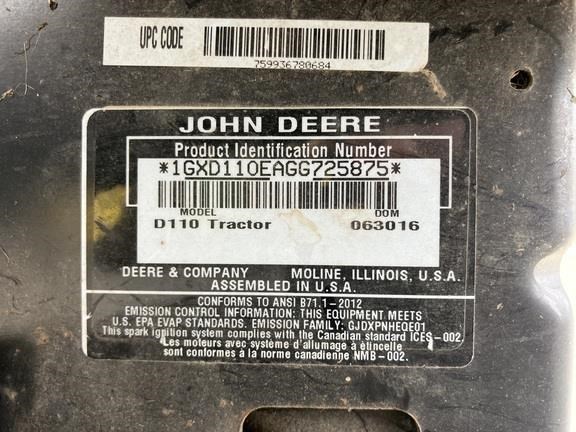 UPC CODE
759936780684
JOHN DEERE
Product Identification Number
*1GXD110EAGG725875*
MODEL DOM
D110 Tractor 063016
DEERE & COMPANY MOLINE, ILLINOIS, U.S.A.
ASSEMBLED IN U.S.A.
CONFORMS TO ANSI B71.1-2012
EMISSION CONTROL INFORMATION: THIS EQUIPMENT MEETS
U.S. EPA EVAP STANDARDS. EMISSION FAMILY: GJDXPNHEQE01
This spark ignition system complies with the Canadian standard ICES-002
Les moteurs avec système d'allumage à étincelle
sont conformes à la norme canadienne NMB-002.